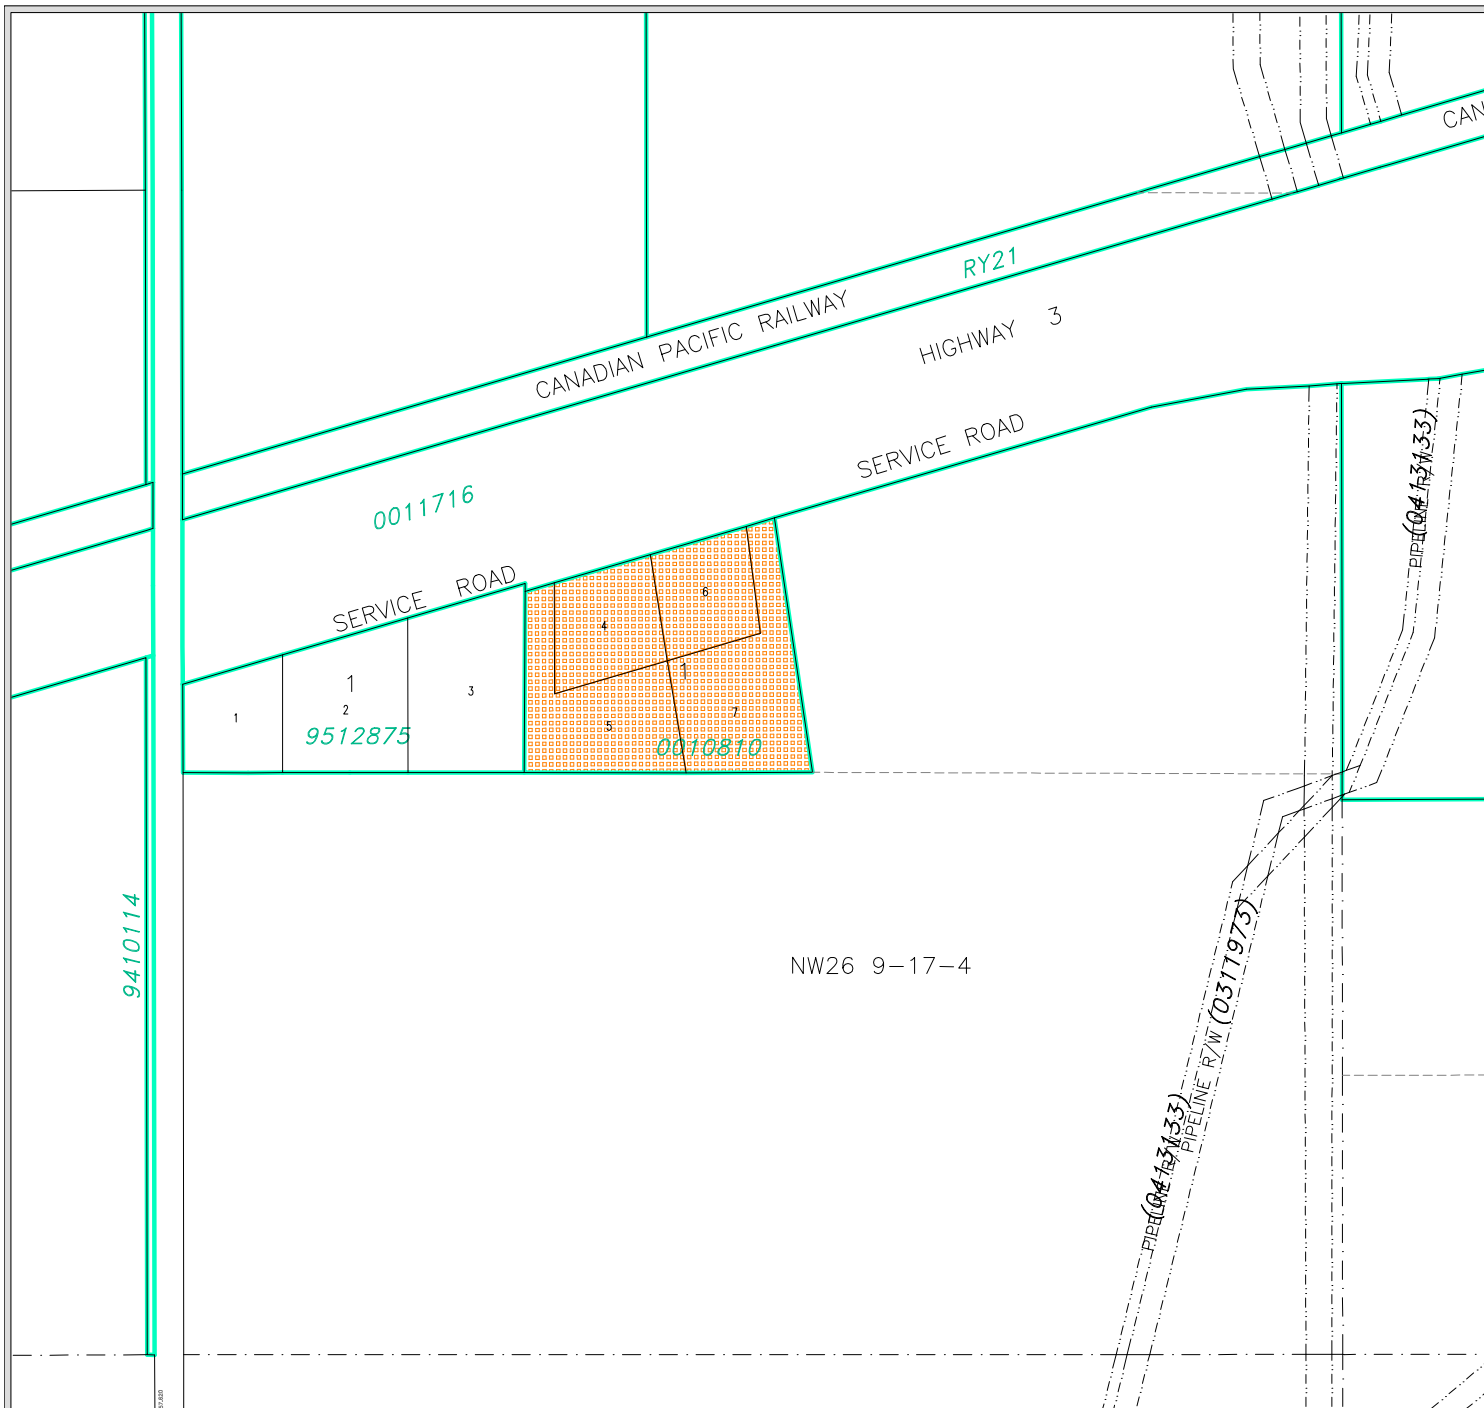 CAN
RY21
CANADIAN PACIFIC RAILWAY
HIGHWAY 3
SERVICE ROAD
(0413133)
PIPELINE R/W
0011716
SERVICE ROAD
6
4
1
1
3
2
1
5
7
9512875
0010810
9410114
NW26 9-17-4
(0311973)
PIPELINE R/W
(0413133)
PIPELINE R/W